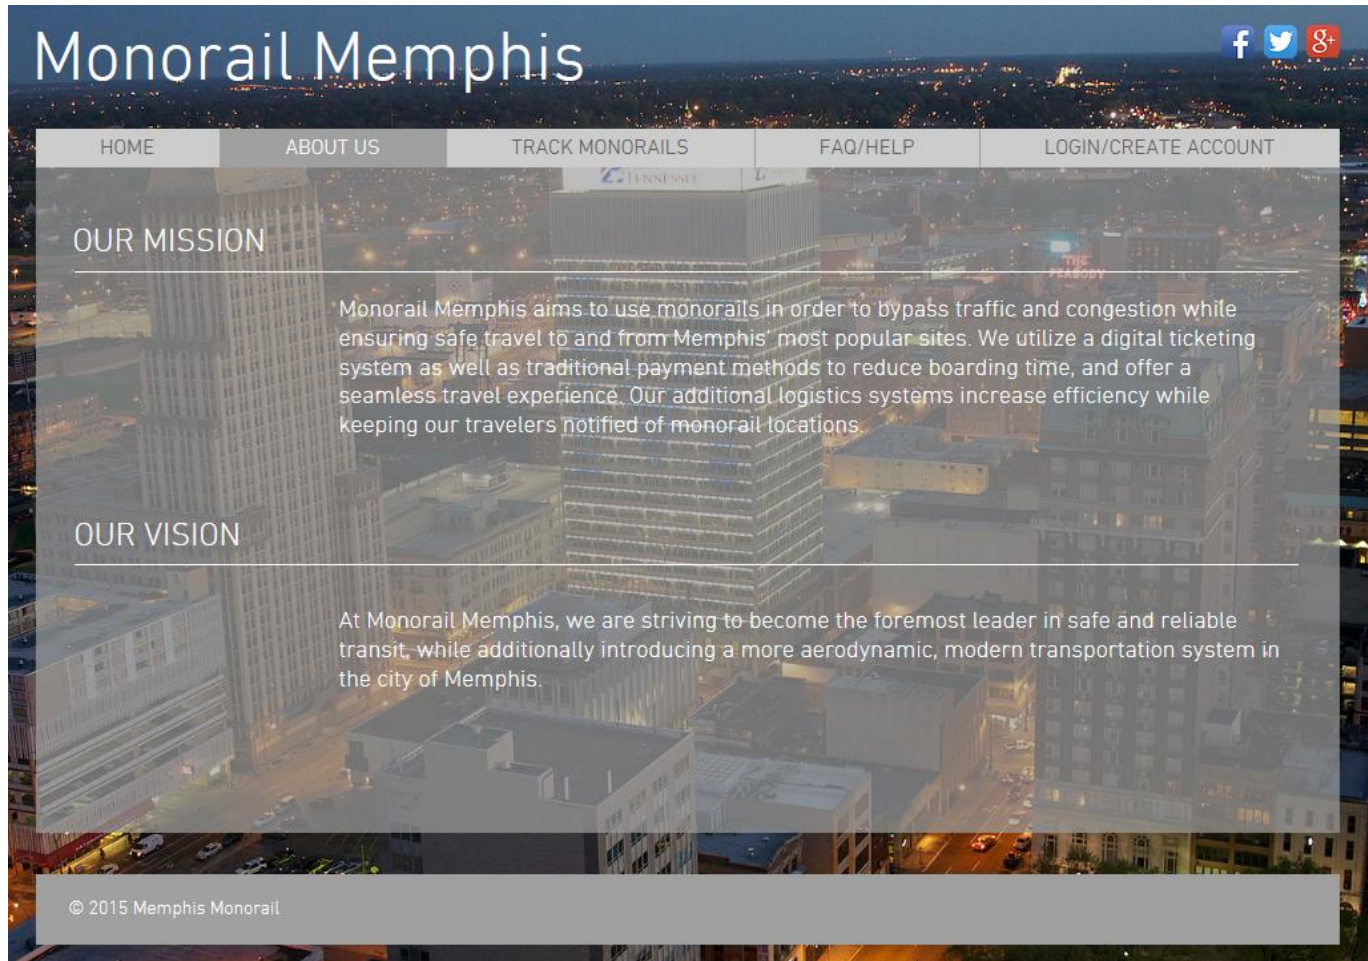 Monorail Memphis
HOME ABOUT US TRACK MONORAILS FAQ/HELP LOGIN/CREATE ACCOUNT
TENNESSEE
THE
PEABODY
OUR MISSION
Monorail Memphis aims to use monorails in order to bypass traffic and congestion while
ensuring safe travel to and from Memphis' most popular sites. We utilize a digital ticketing
system as well as traditional payment methods to reduce boarding time, and offer a
seamless travel experience. Our additional logistics systems increase efficiency while
keeping our travelers notified of monorail locations.
OUR VISION
At Monorail Memphis, we are striving to become the foremost leader in safe and reliable
transit, while additionally introducing a more aerodynamic, modern transportation system in
the city of Memphis.
© 2015 Memphis Monorail